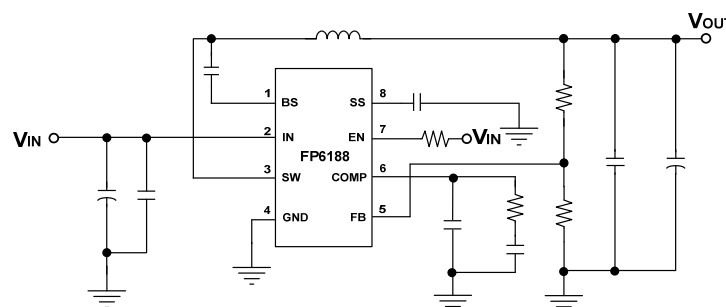 VOUT
1 BS SS 8
VIN 2 IN EN 7 VIN
FP6188
3 SW COMP 6
4 GND FB 5